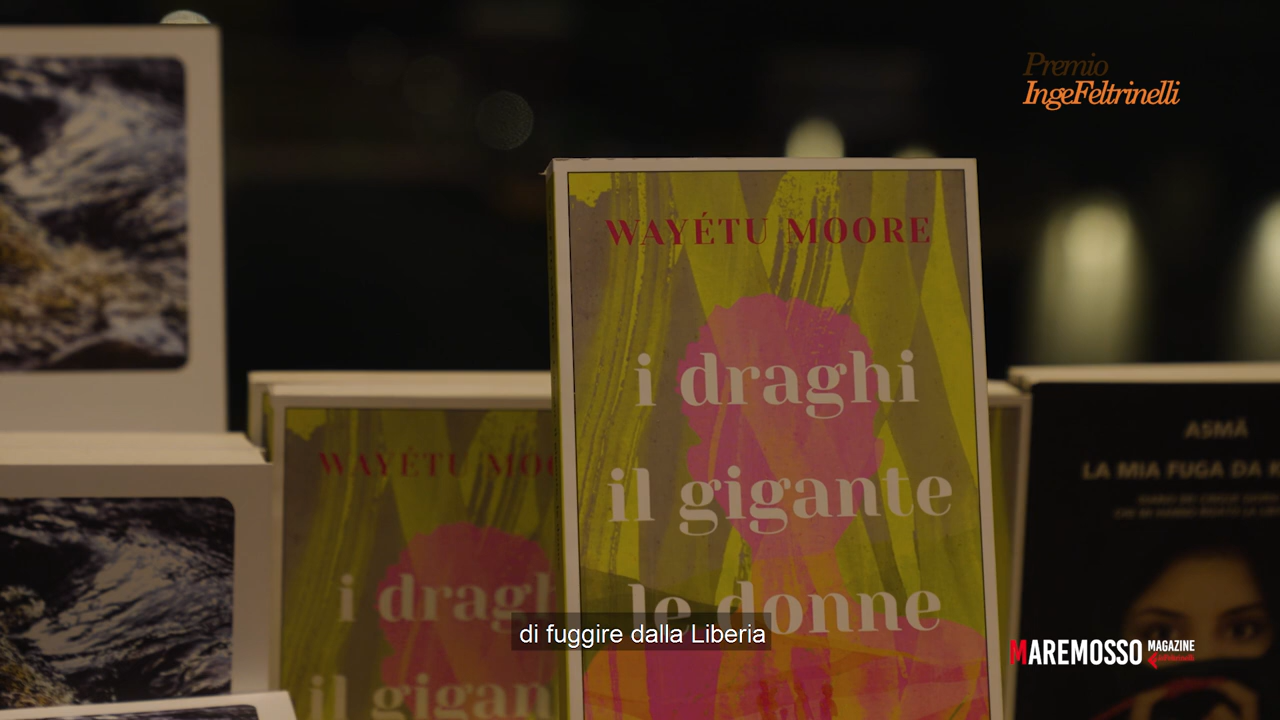 Premio
IngeFeltrinelli
WAYÉTU MOORE
i draghi
il gigante
le donne
WAYÉTU MOO
i dragh
il gigan
ASMĀ
LA MIA FUGA DA
di fuggire dalla Liberia
MAREMOSSO MAGAZINE